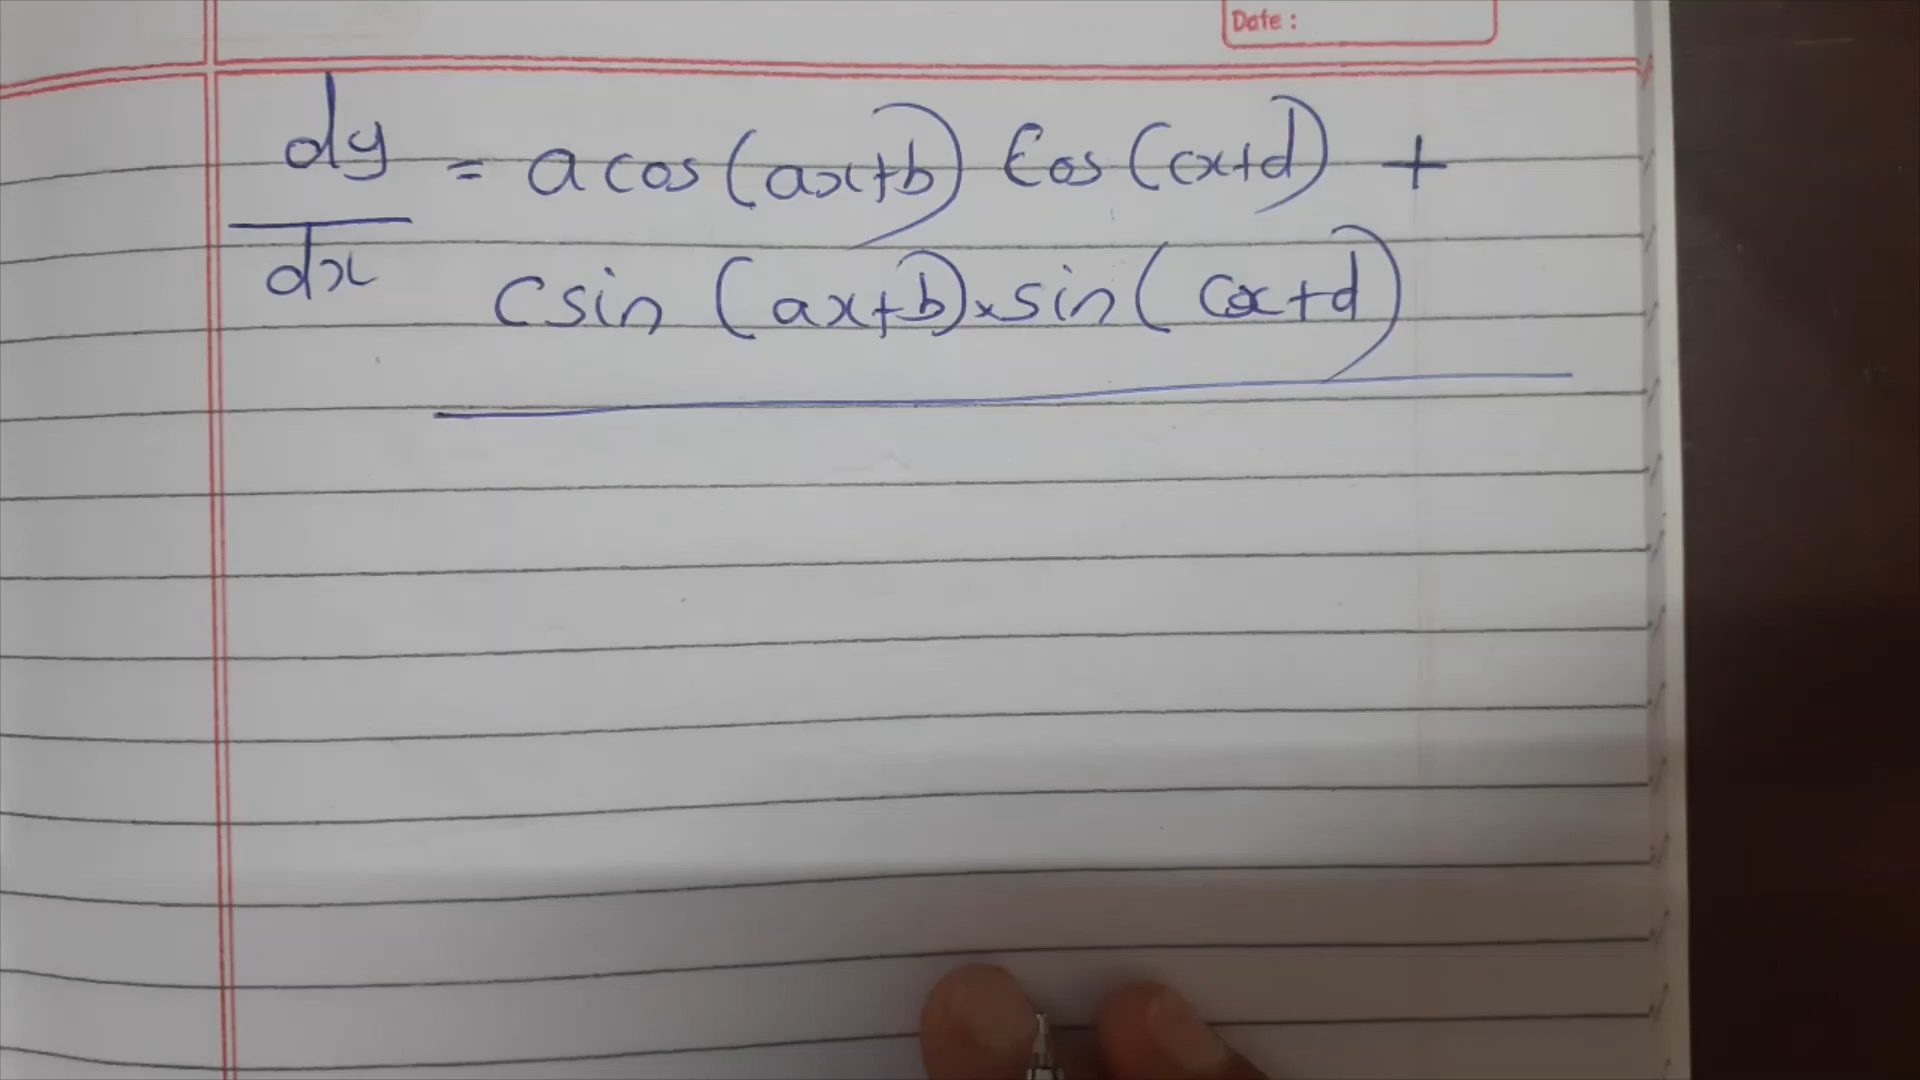 Date :
dy/dx = a cos (ax+b) Cos (cx+d) +
c sin (ax+b) × sin (cx+d)